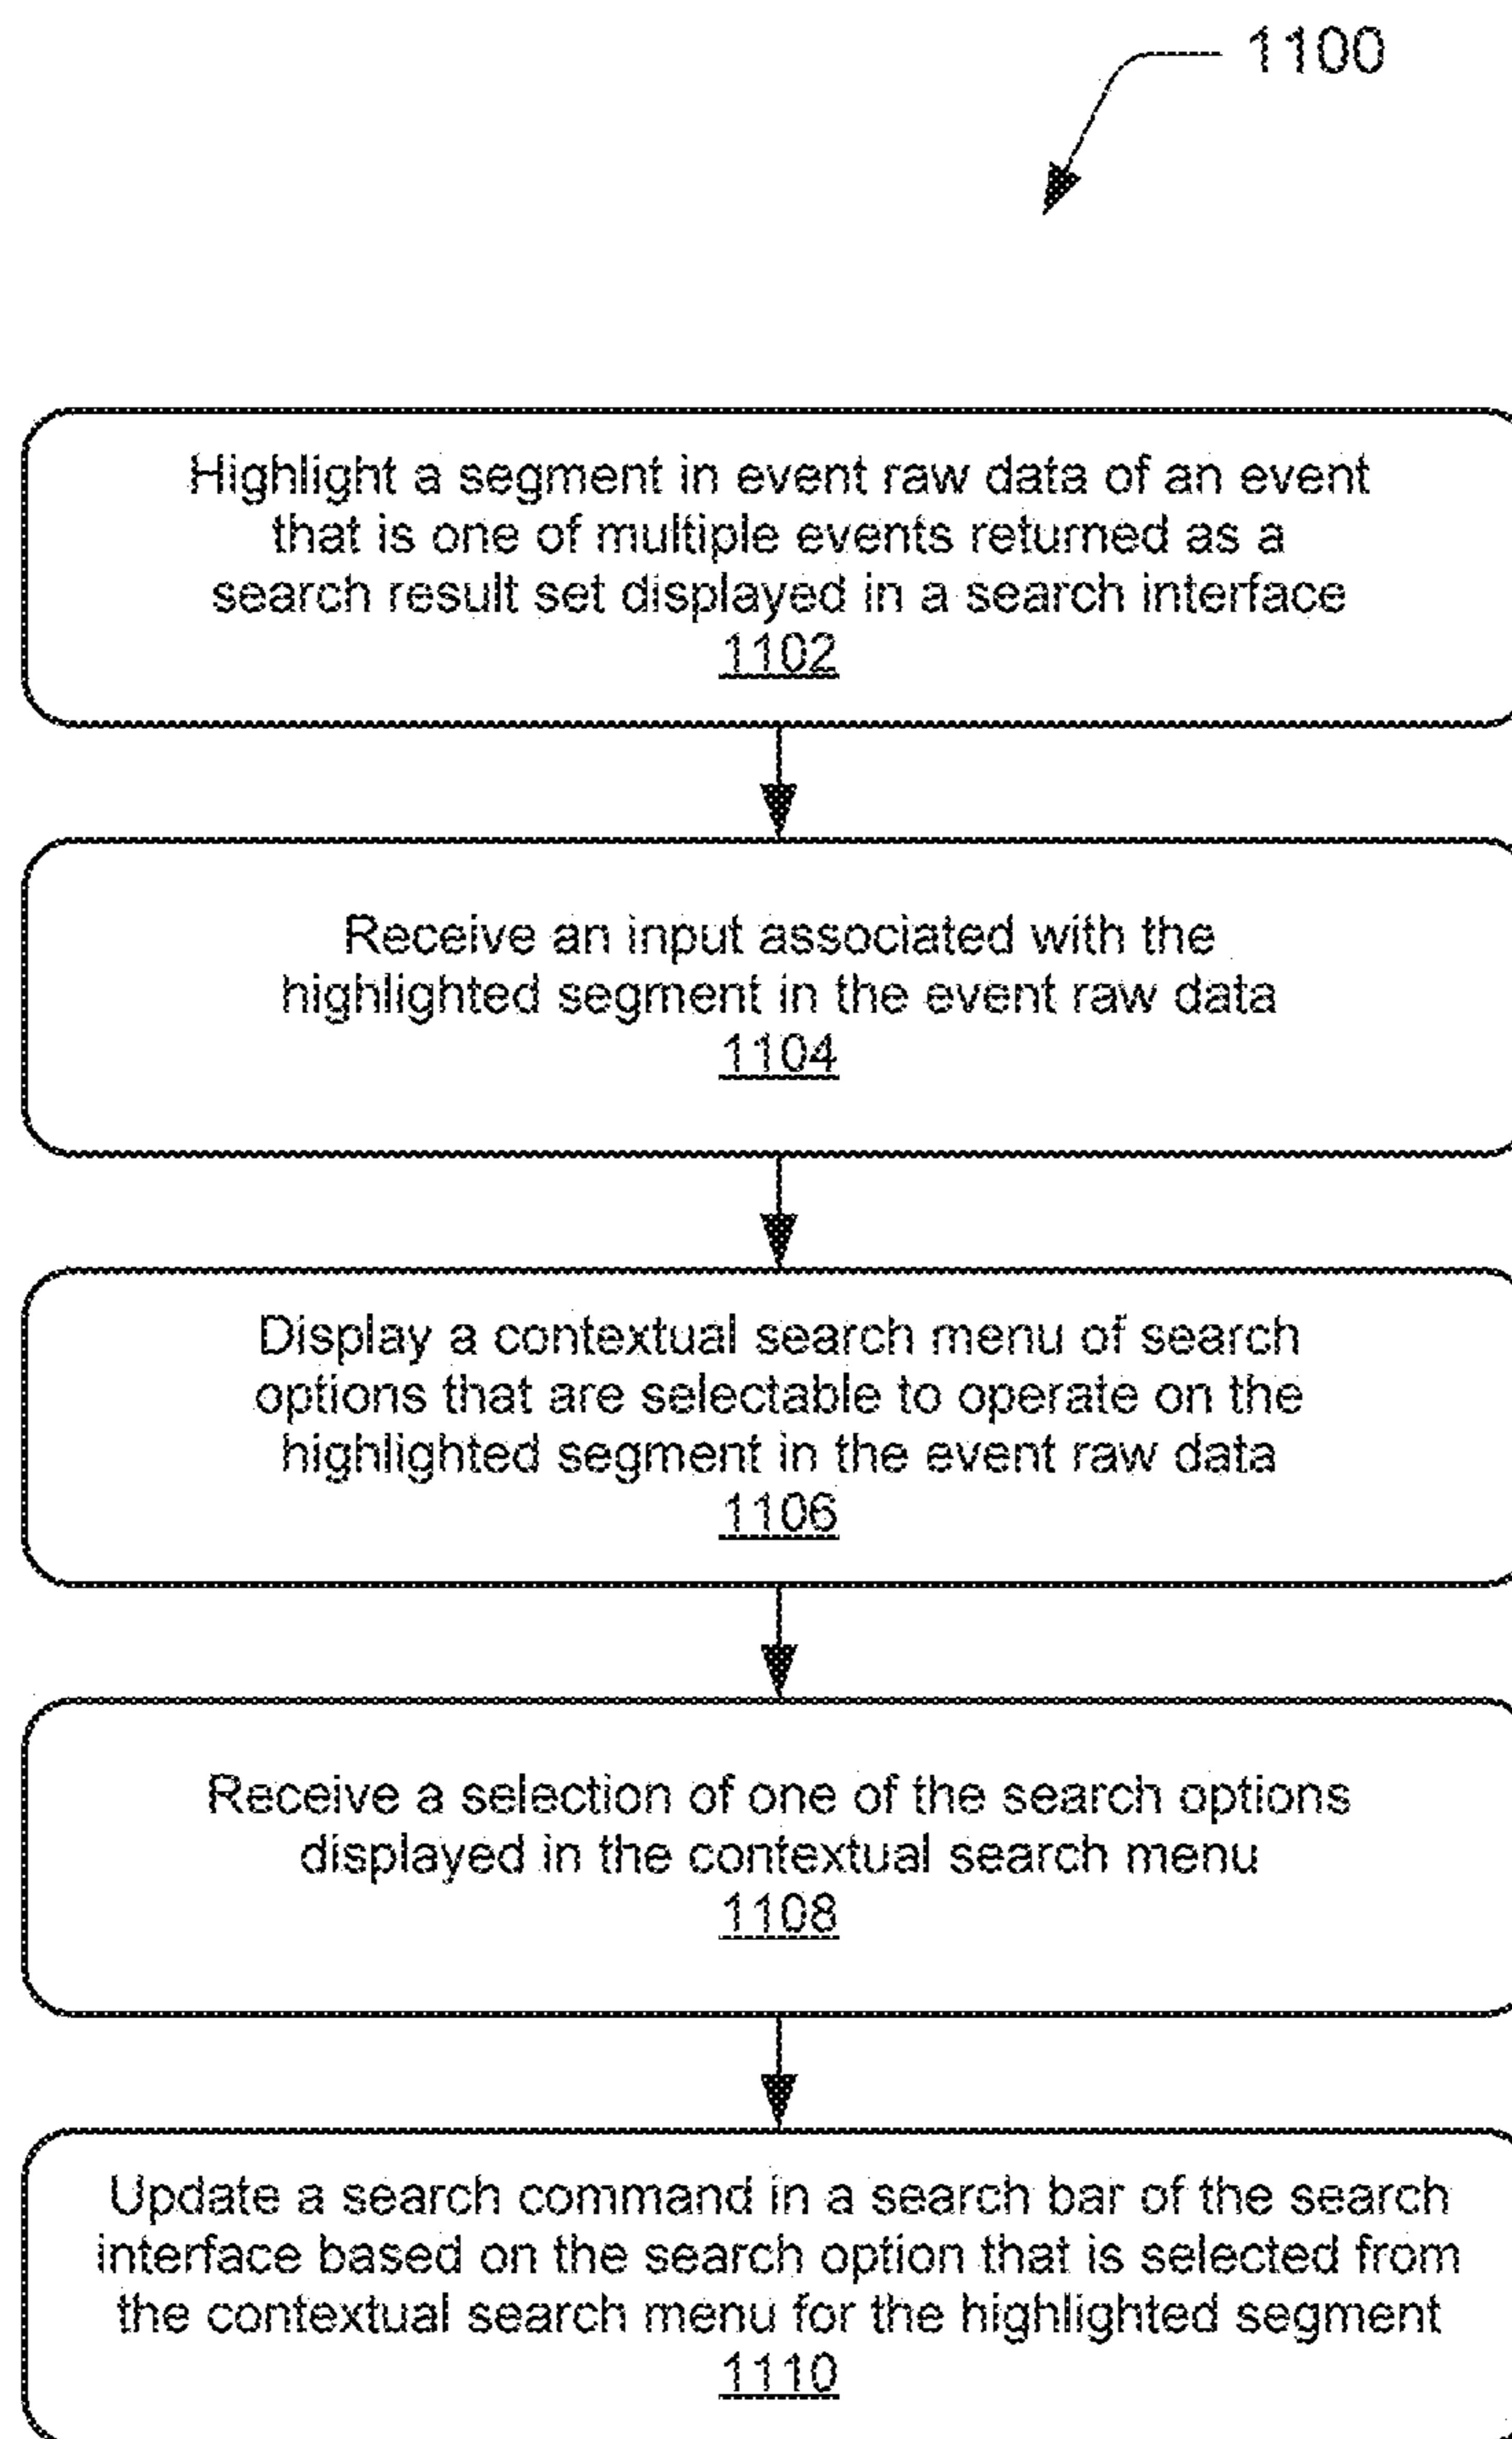 1100
Highlight a segment in event raw data of an event
that is one of multiple events returned as a
search result set displayed in a search interface
1102
Receive an input associated with the
highlighted segment in the event raw data
1104
Display a contextual search menu of search
options that are selectable to operate on the
highlighted segment in the event raw data
1106
Receive a selection of one of the search options
displayed in the contextual search menu
1108
Update a search command in a search bar of the search
interface based on the search option that is selected from
the contextual search menu for the highlighted segment
1110